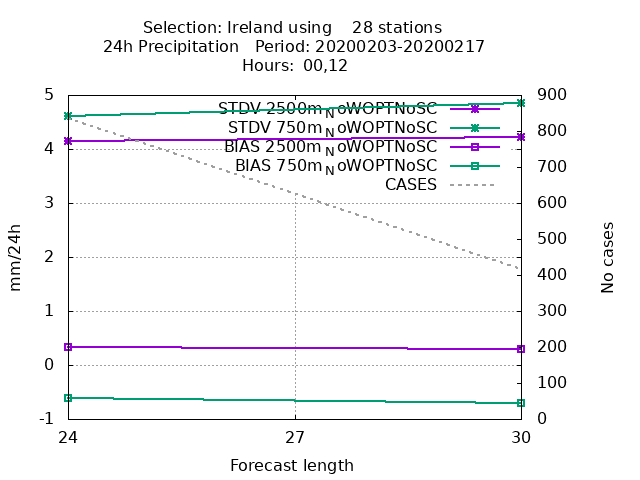 Selection: Ireland using 28 stations
24h Precipitation Period: 20200203-20200217
Hours: 00,12
5
4
3
2
1
0
-1
900
800
700
600
500
400
300
200
100
0
STDV 2500m_NoWOPTNoSC
STDV 750m_NoWOPTNoSC
BIAS 2500m_NoWOPTNoSC
BIAS 750m_NoWOPTNoSC
CASES
mm/24h
No cases
24
27
30
Forecast length